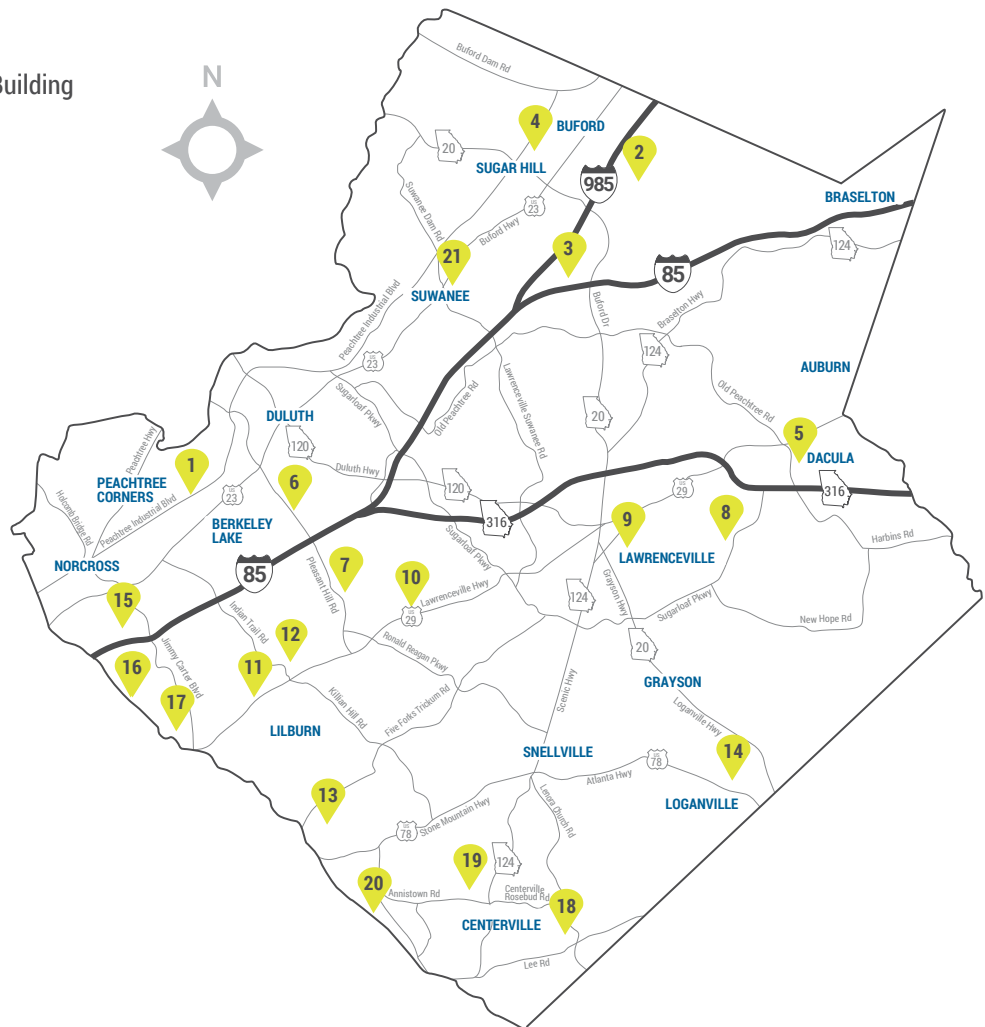 Building
N
Buford Dam Rd
4
BUFORD
20
2
SUGAR HILL
985
Suwanee Dam Rd
US
23
BRASELTON
Buford Hwy
21
3
124
85
SUWANEE
Peachtree Industrial Blvd
Buford Dr
Braselton Hwy
US
23
124
AUBURN
Sugarloaf Pkwy
Old Peachtree Rd
Lawrenceville Suwanee Rd
Old Peachtree Rd
DULUTH
20
5
Peachtree Hwy
120
DACULA
1
Duluth Hwy
PEACHTREE
CORNERS
US
23
6
120
US
29
316
Holcomb Bridge Rd
Peachtree Industrial Blvd
BERKELEY
LAKE
316
9
8
Harbins Rd
Sugarloaf Pkwy
LAWRENCEVILLE
NORCROSS
85
Pleasant Hill Rd
7
10
Lawrenceville Hwy
Grayson Hwy
15
US
29
124
Sugarloaf Pkwy
New Hope Rd
Indian Trail Rd
12
Ronald Reagan Pkwy
20
16
Jimmy Carter Blvd
11
GRAYSON
17
Killian Hill Rd
Five Forks Trickum Rd
Scenic Hwy
Loganville Hwy
LILBURN
SNELLVILLE
14
US
78
Atlanta Hwy
13
LOGANVILLE
Stone Mountain Hwy
US
78
Lenora Church Rd
19
124
20
Annistown Rd
Centerville
Rosebud Rd
18
CENTERVILLE
Lee Rd